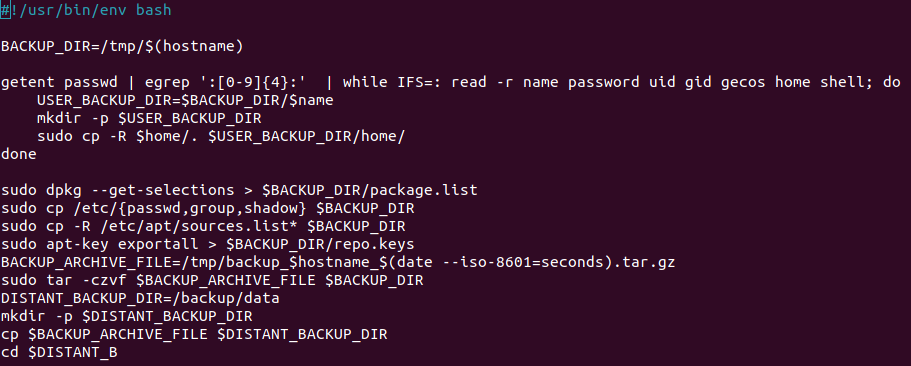 #!/usr/bin/env bash
BACKUP_DIR=/tmp/$(hostname)
getent passwd | egrep ':[0-9]{4}:'  | while IFS=: read -r name password uid gid gecos home shell; do
    USER_BACKUP_DIR=$BACKUP_DIR/$name
    mkdir -p $USER_BACKUP_DIR
    sudo cp -R $home/. $USER_BACKUP_DIR/home/
done
sudo dpkg --get-selections > $BACKUP_DIR/package.list
sudo cp /etc/{passwd,group,shadow} $BACKUP_DIR
sudo cp -R /etc/apt/sources.list* $BACKUP_DIR
sudo apt-key exportall > $BACKUP_DIR/repo.keys
BACKUP_ARCHIVE_FILE=/tmp/backup_$hostname_$(date --iso-8601=seconds).tar.gz
sudo tar -czvf $BACKUP_ARCHIVE_FILE $BACKUP_DIR
DISTANT_BACKUP_DIR=/backup/data
mkdir -p $DISTANT_BACKUP_DIR
cp $BACKUP_ARCHIVE_FILE $DISTANT_BACKUP_DIR
cd $DISTANT_B